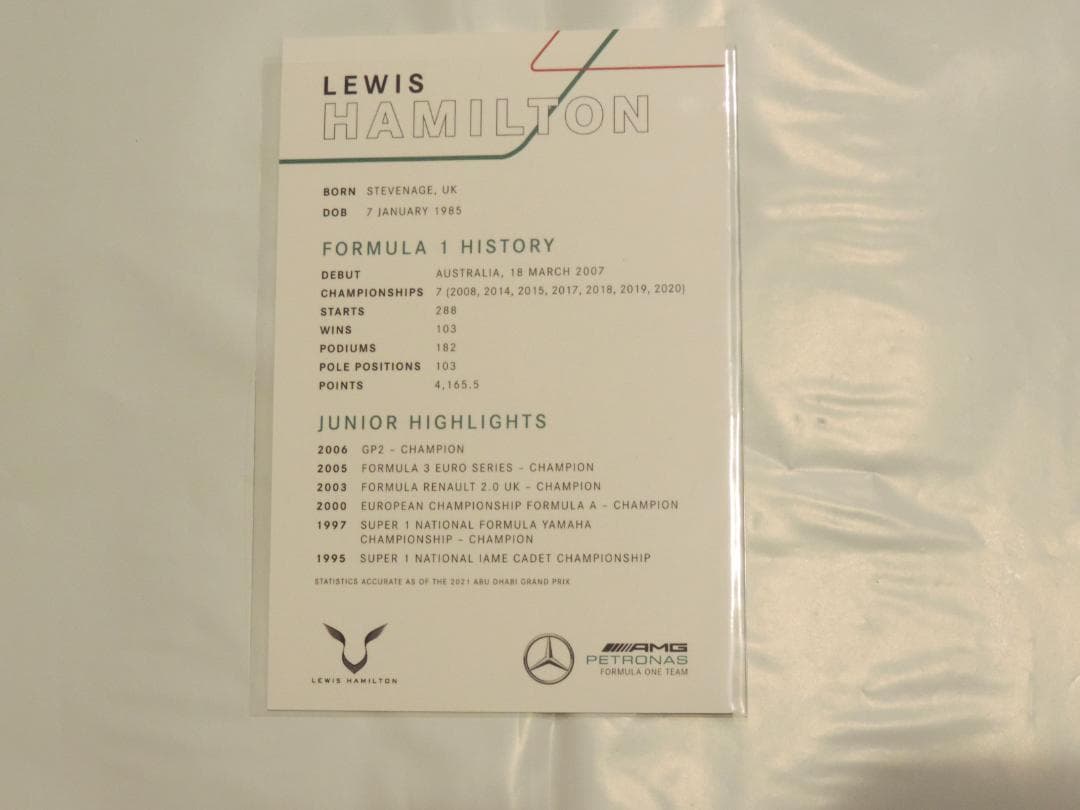 LEWIS
HAMILTON
BORN STEVENAGE, UK
DOB 7 JANUARY 1985
FORMULA 1 HISTORY
DEBUT AUSTRALIA, 18 MARCH 2007
CHAMPIONSHIPS 7 (2008, 2014, 2015, 2017, 2018, 2019, 2020)
STARTS 288
WINS 103
PODIUMS 182
POLE POSITIONS 103
POINTS 4,165.5
JUNIOR HIGHLIGHTS
2006 GP2 – CHAMPION
2005 FORMULA 3 EURO SERIES – CHAMPION
2003 FORMULA RENAULT 2.0 UK – CHAMPION
2000 EUROPEAN CHAMPIONSHIP FORMULA A – CHAMPION
1997 SUPER 1 NATIONAL FORMULA YAMAHA
CHAMPIONSHIP – CHAMPION
1995 SUPER 1 NATIONAL IAME CADET CHAMPIONSHIP
STATISTICS ACCURATE AS OF THE 2021 ABU DHABI GRAND PRIX
LEWIS HAMILTON
AMG
PETRONAS
FORMULA ONE TEAM